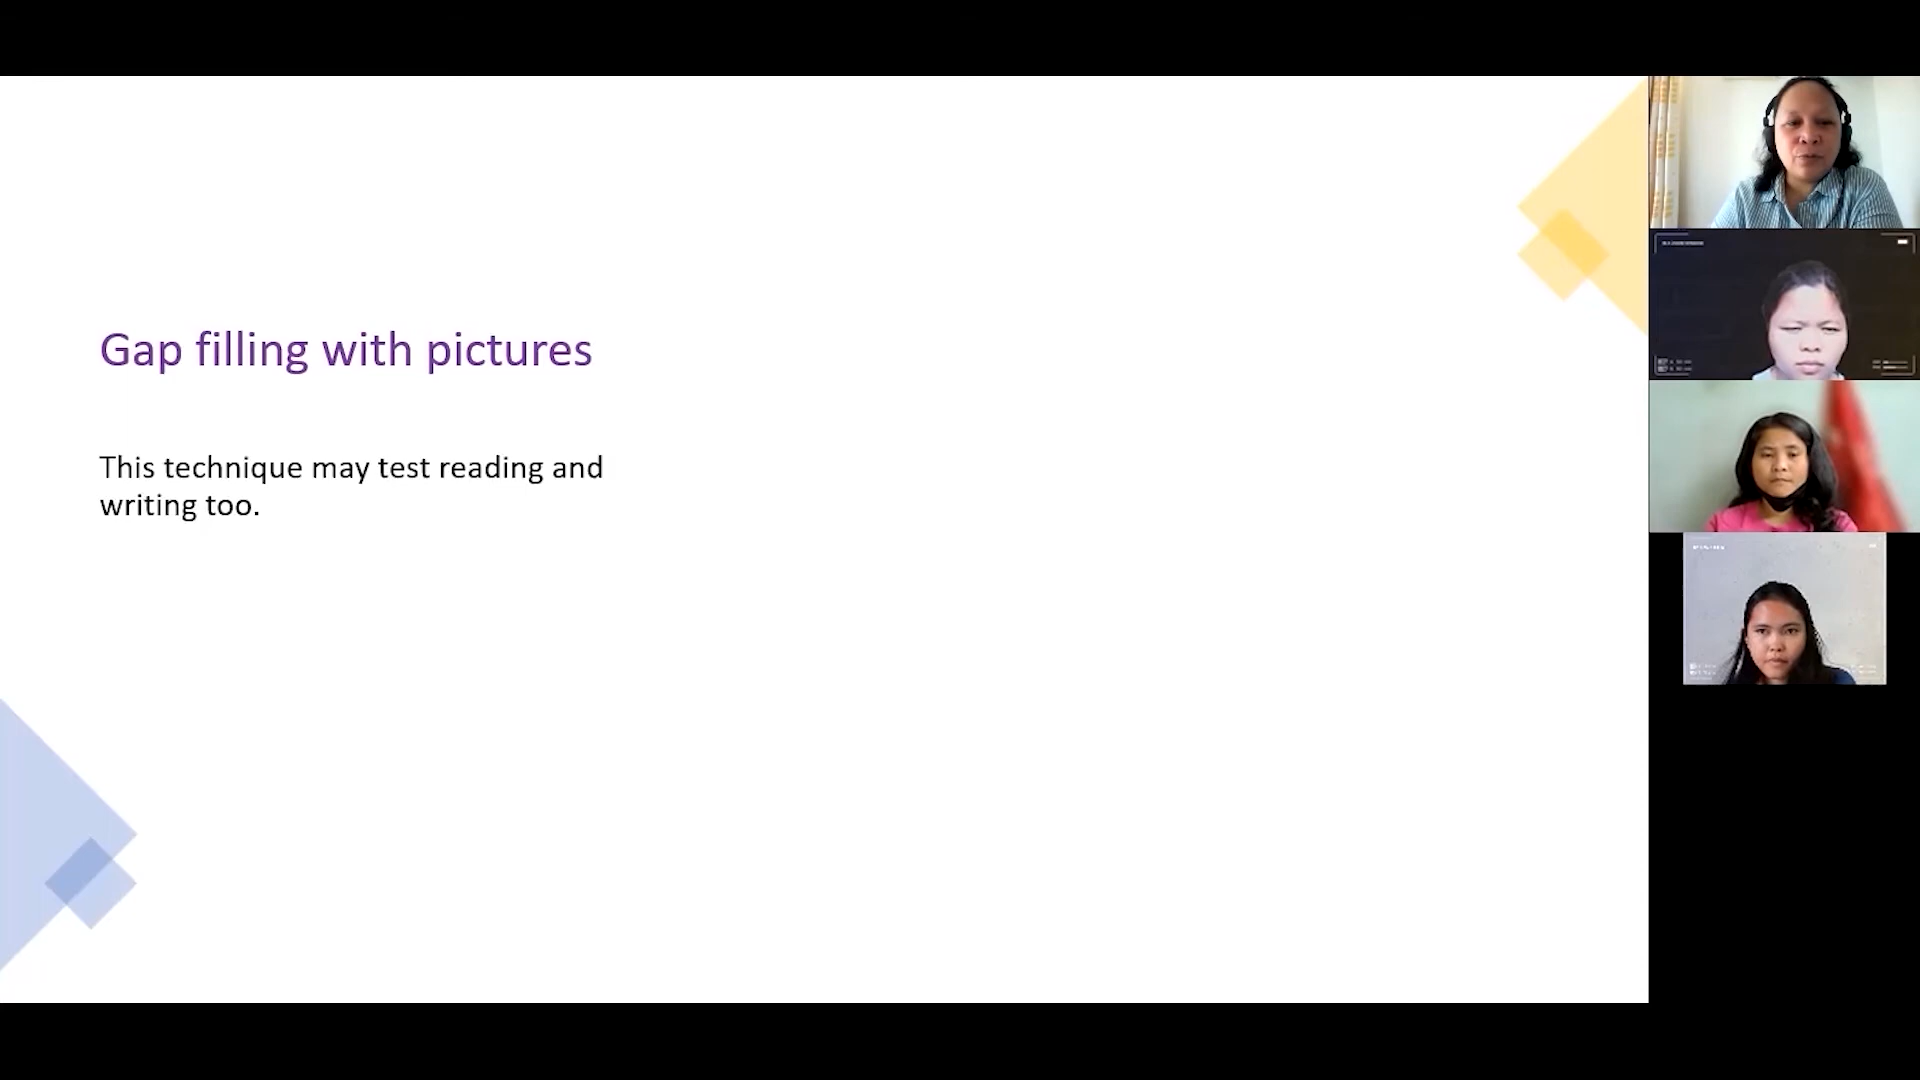 Gap filling with pictures
This technique may test reading and
writing too.